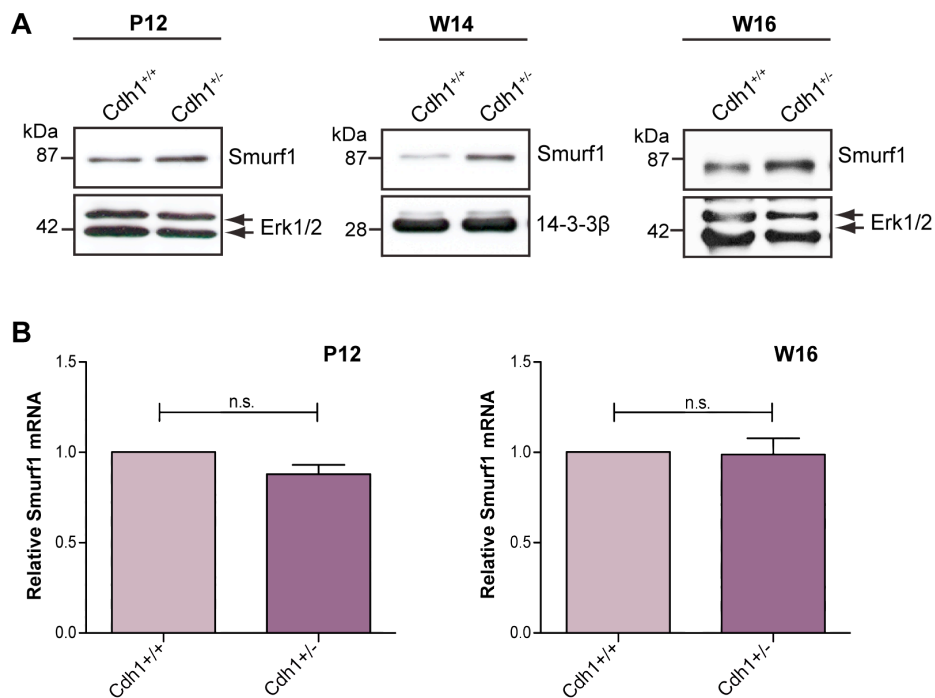 A
P12
W14
W16
Cdh1+/+ Cdh1+/-
Cdh1+/+ Cdh1+/-
Cdh1+/+ Cdh1+/-
kDa
87
Smurf1
42
Erk1/2
kDa
87
Smurf1
28
14-3-3β
kDa
87
Smurf1
42
Erk1/2
B
P12
Relative Smurf1 mRNA
1.5
1.0
0.5
0.0
n.s.
Cdh1+/+
Cdh1+/-
W16
Relative Smurf1 mRNA
1.5
1.0
0.5
0.0
n.s.
Cdh1+/+
Cdh1+/-